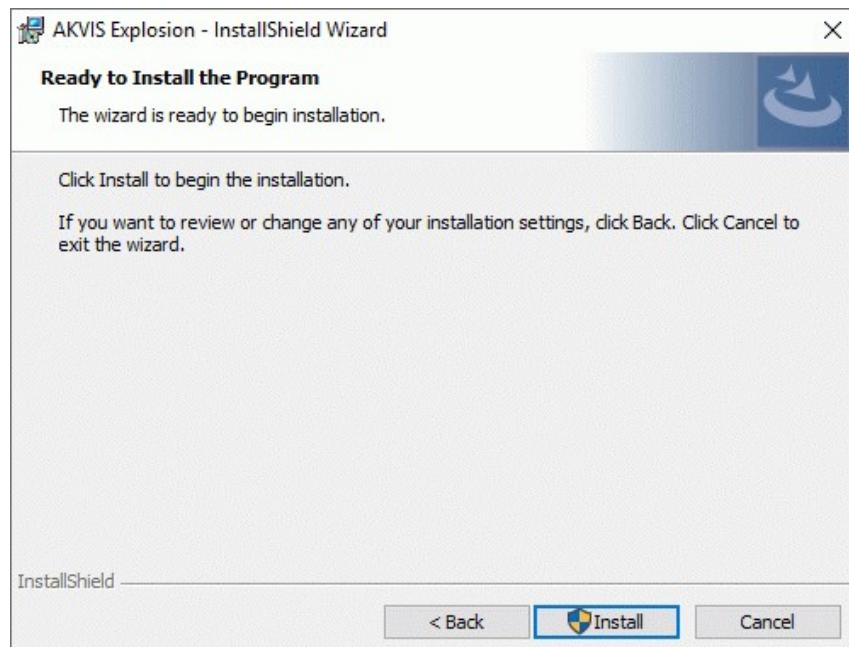 AKVIS Explosion - InstallShield Wizard
Ready to Install the Program
The wizard is ready to begin installation.
Click Install to begin the installation.
If you want to review or change any of your installation settings, click Back. Click Cancel to
exit the wizard.
InstallShield
< Back
Install
Cancel